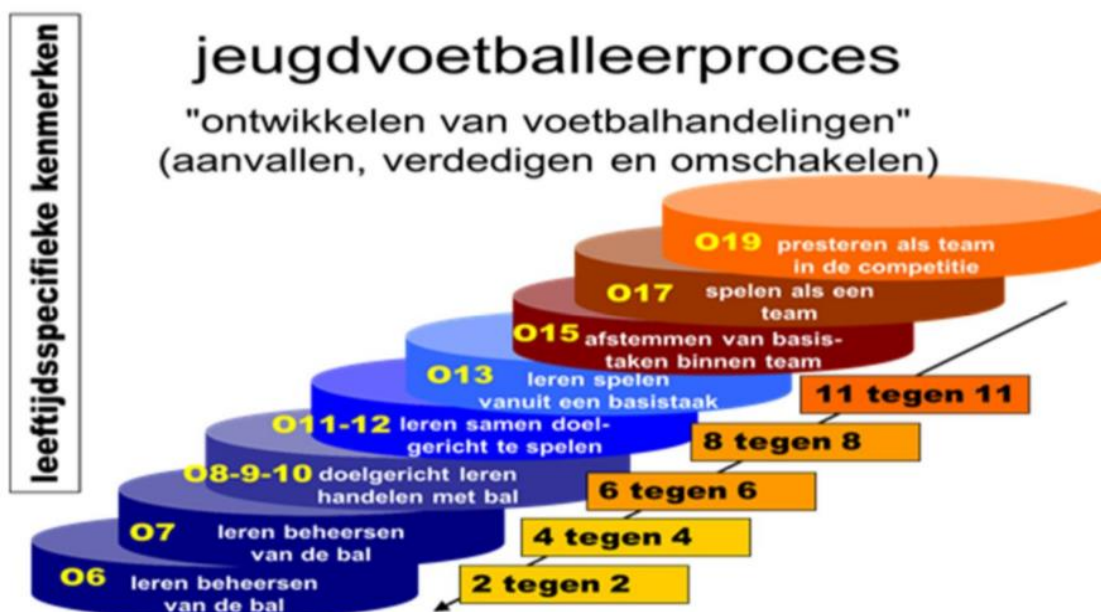 leeftijdsspecifieke kenmerken
jeugdvoetballeerproces
"ontwikkelen van voetbalhandelingen"
(aanvallen, verdedigen en omschakelen)
O19 presteren als team
in de competitie
O17 spelen als een
team
O15 afstemmen van basis-
taken binnen team
O13 leren spelen
vanuit een basistaak
O11-12 leren samen doel-
gericht te spelen
O8-9-10 doelgericht leren
handelen met bal
O7 leren beheersen
van de bal
O6 leren beheersen
van de bal
11 tegen 11
8 tegen 8
6 tegen 6
4 tegen 4
2 tegen 2